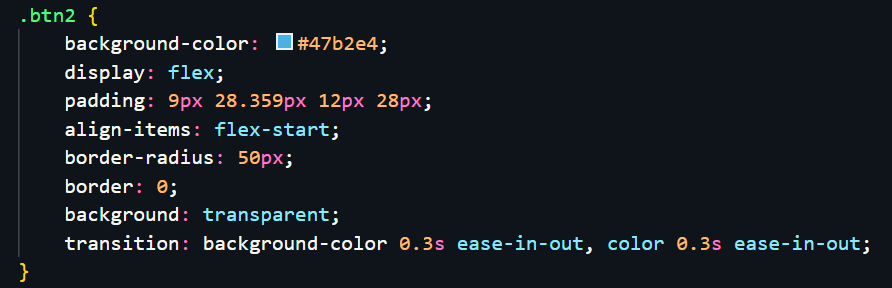 .btn2 {
background-color: #47b2e4;
display: flex;
padding: 9px 28.359px 12px 28px;
align-items: flex-start;
border-radius: 50px;
border: 0;
background: transparent;
transition: background-color 0.3s ease-in-out, color 0.3s ease-in-out;
}